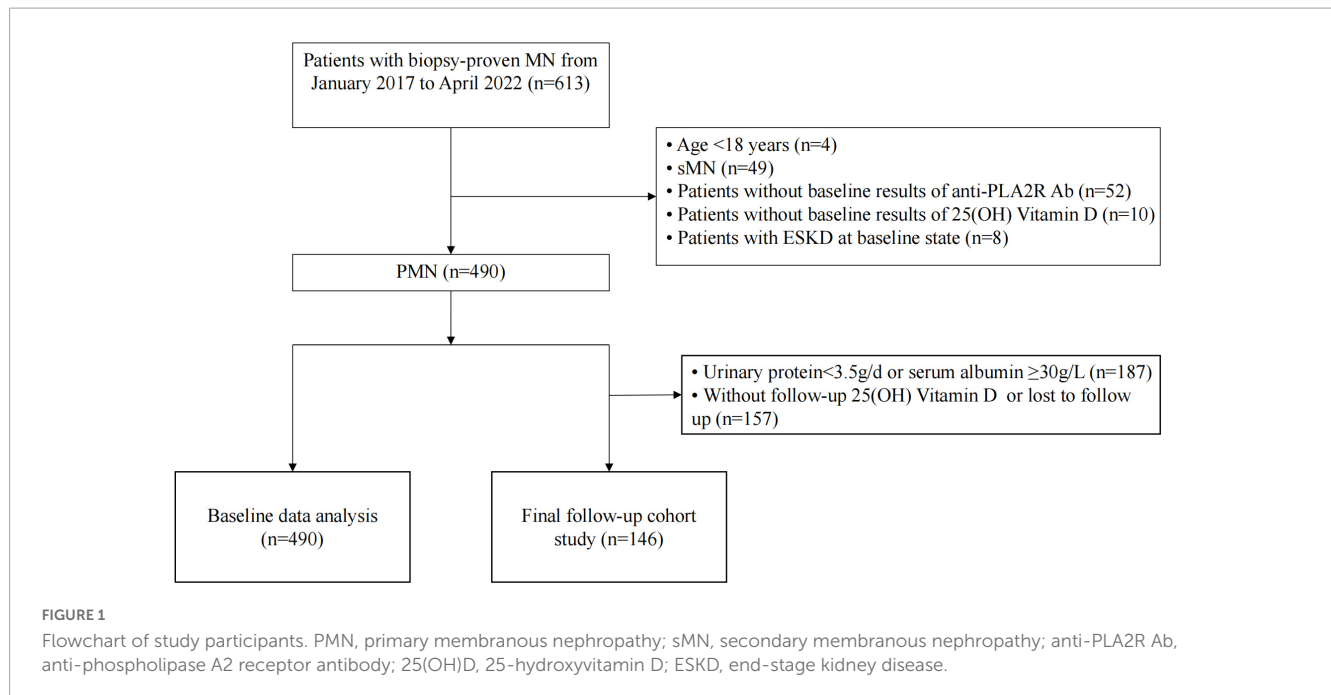 Patients with biopsy-proven MN from
January 2017 to April 2022 (n=613)
• Age <18 years (n=4)
• sMN (n=49)
• Patients without baseline results of anti-PLA2R Ab (n=52)
• Patients without baseline results of 25(OH) Vitamin D (n=10)
• Patients with ESKD at baseline state (n=8)
PMN (n=490)
• Urinary protein<3.5g/d or serum albumin ≥30g/L (n=187)
• Without follow-up 25(OH) Vitamin D or lost to follow
up (n=157)
Baseline data analysis
(n=490)
Final follow-up cohort
study (n=146)
FIGURE 1
Flowchart of study participants. PMN, primary membranous nephropathy; sMN, secondary membranous nephropathy; anti-PLA2R Ab,
anti-phospholipase A2 receptor antibody; 25(OH)D, 25-hydroxyvitamin D; ESKD, end-stage kidney disease.